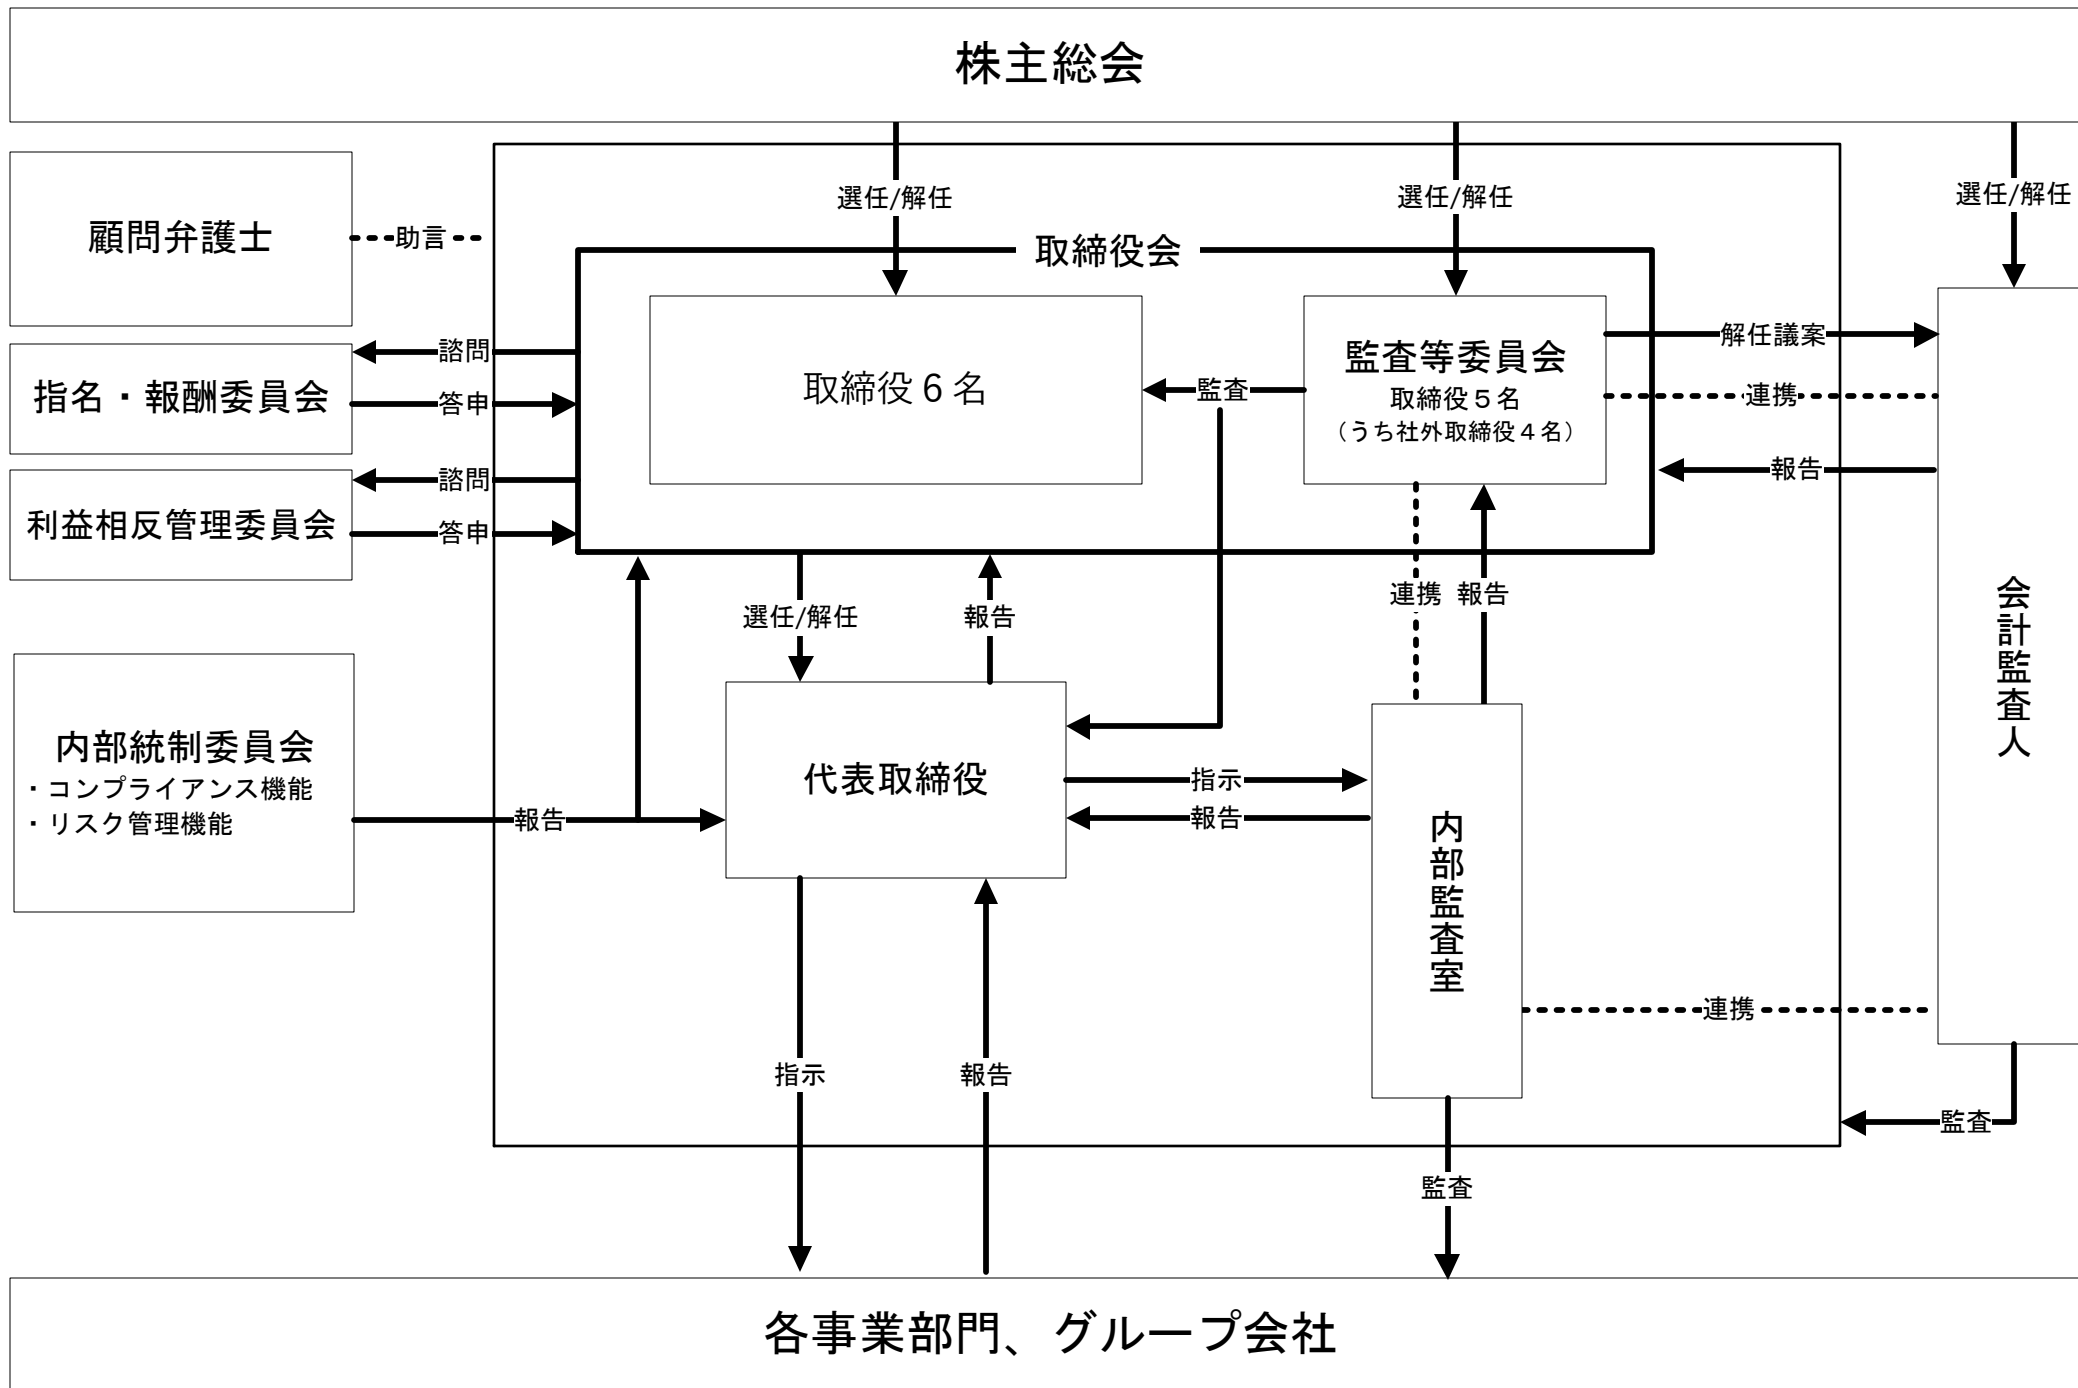 株主総会
選任/解任
選任/解任
選任/解任
顧問弁護士
助言
取締役会
諮問
指名・報酬委員会
答申
諮問
利益相反管理委員会
答申
取締役6名
監査
監査等委員会
取締役5名
（うち社外取締役4名）
解任議案
連携
報告
選任/解任
報告
連携
報告
会計監査人
内部統制委員会
・コンプライアンス機能
・リスク管理機能
報告
代表取締役
指示
報告
内部監査室
連携
指示
報告
監査
監査
各事業部門、グループ会社